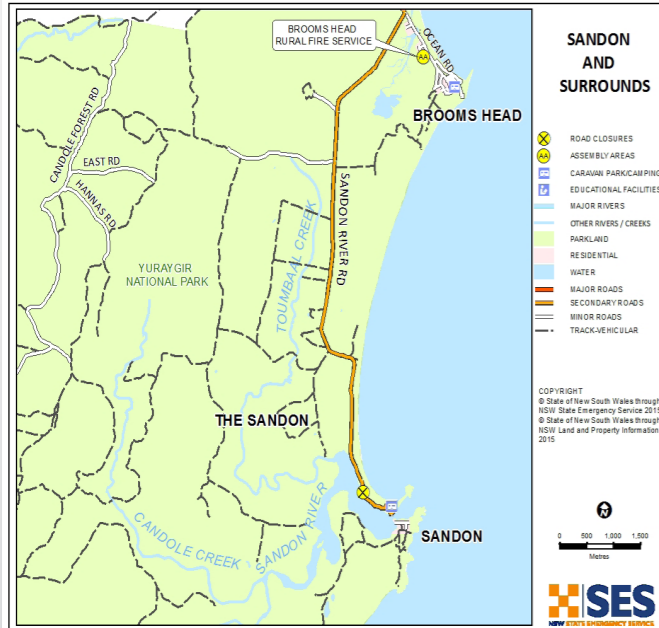 BROOMS HEAD
RURAL FIRE SERVICE
OCEAN RD
AA
BROOMS HEAD
CANDOLE FOREST RD
EAST RD
HANNAS RD
SANDON RIVER RD
TOUMBAAL CREEK
YURAYGIR
NATIONAL PARK
THE SANDON
CANDOLE CREEK
SANDON RIVER
SANDON
SANDON
AND
SURROUNDS
ROAD CLOSURES
AA ASSEMBLY AREAS
CARAVAN PARK/CAMPING
EDUCATIONAL FACILITIES
MAJOR RIVERS
OTHER RIVERS / CREEKS
PARKLAND
RESIDENTIAL
WATER
MAJOR ROADS
SECONDARY ROADS
MINOR ROADS
TRACK-VEHICULAR
COPYRIGHT
© State of New South Wales through
NSW State Emergency Service 2015
© State of New South Wales through
NSW Land and Property Information
2015
N
0 500 1,000 1,500
Metres
SES
NSW STATE EMERGENCY SERVICE